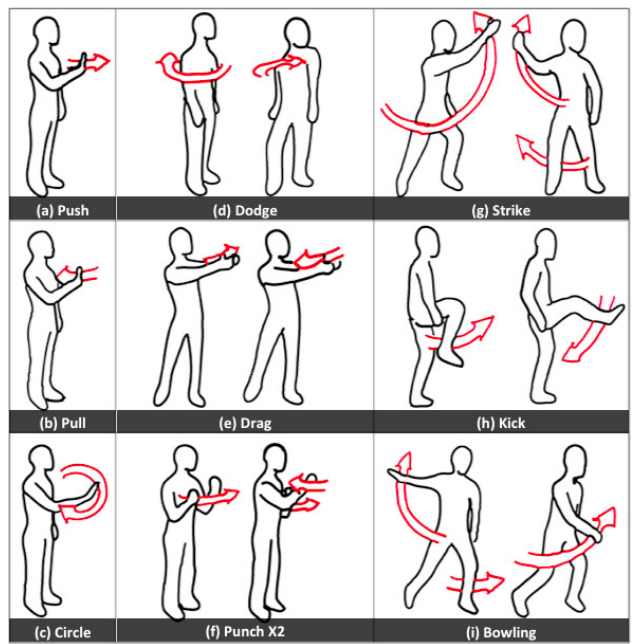 (a) Push
(d) Dodge
(g) Strike
(b) Pull
(e) Drag
(h) Kick
(c) Circle
(f) Punch X2
(i) Bowling